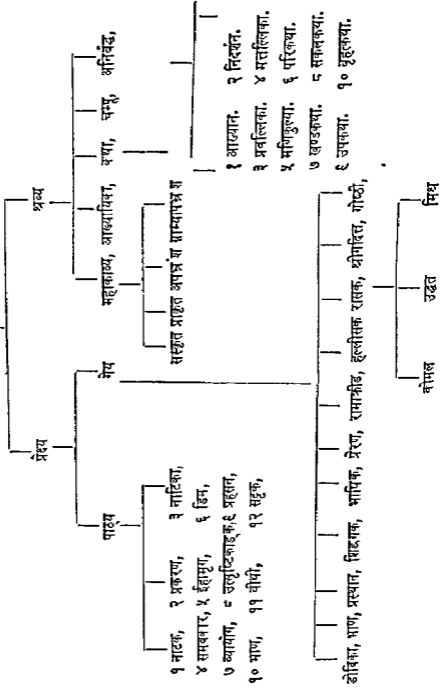 प्रेक्ष्य श्रव्य
पाठ्य गेय महाकाव्य, आख्यायिका, कथा, चम्पू, अनिबद्ध,
संस्कृत प्राकृत अपभ्रंश ग्राम्यापभ्रंश
१ नाटक, २ प्रकरण, ३ नाटिका,
४ समवकार, ५ ईहामृग, ६ डिम,
७ व्यायोग, ८ उत्सृष्टिकाङ्क, ९ प्रहसन,
१० भाण, ११ वीथी, १२ सट्टक,
१ आख्यान. २ निदर्शन.
३ प्रवल्लिका. ४ मत्तल्लिका.
५ मणिकुल्या. ६ परिकथा.
७ खण्डकथा. ८ सकलकथा.
९ उपकथा. १० बृहत्कथा.
डोंबिका, भाण, प्रस्थान, शिङ्गक, भाणिक, प्रेरण, रामाक्रीड, हल्लीसक रासक, श्रीगदित, गोष्ठी,
कोमल उद्धत मिश्र